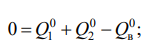 0 = Q₁⁰ + Q₂⁰ − Qв⁰;